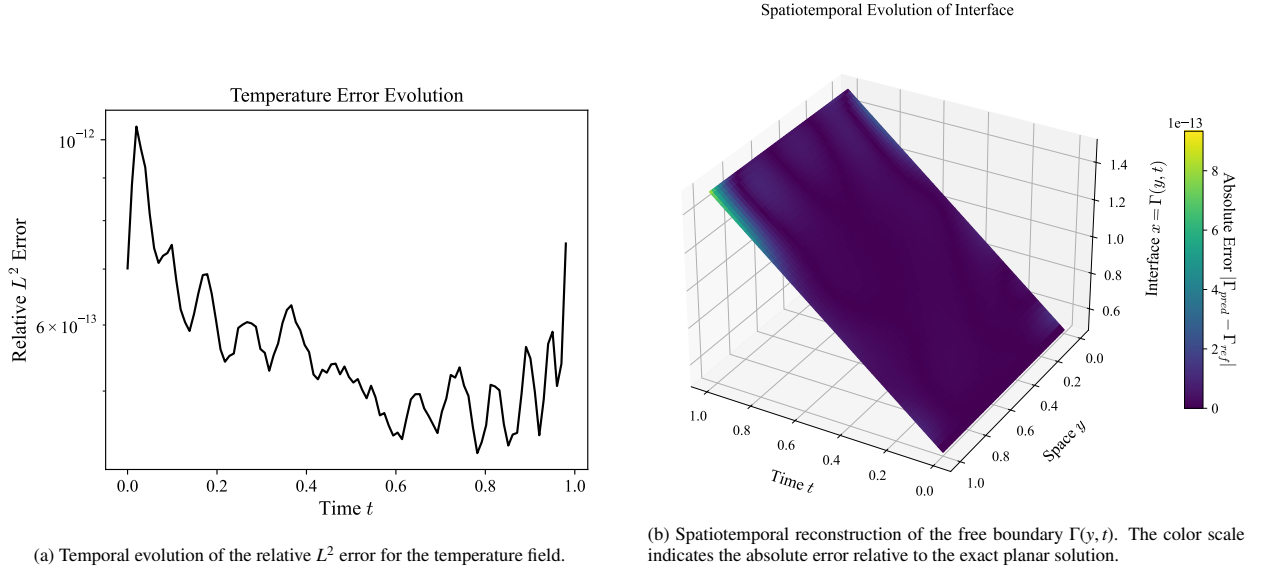 Spatiotemporal Evolution of Interface
Temperature Error Evolution
10⁻¹²
6 × 10⁻¹³
Relative L² Error
0.0 0.2 0.4 0.6 0.8 1.0
Time t
(a) Temporal evolution of the relative L² error for the temperature field.
1.4
1.2
1.0
0.8
0.6
Interface x = Γ(y, t)
1.0 0.8 0.6 0.4 0.2 0.0
Time t
0.0
0.2
0.4
0.6
0.8
1.0
Space y
1e−13
8
6
4
2
0
Absolute Error |Γ_pred − Γ_ref|
(b) Spatiotemporal reconstruction of the free boundary Γ(y, t). The color scale
indicates the absolute error relative to the exact planar solution.